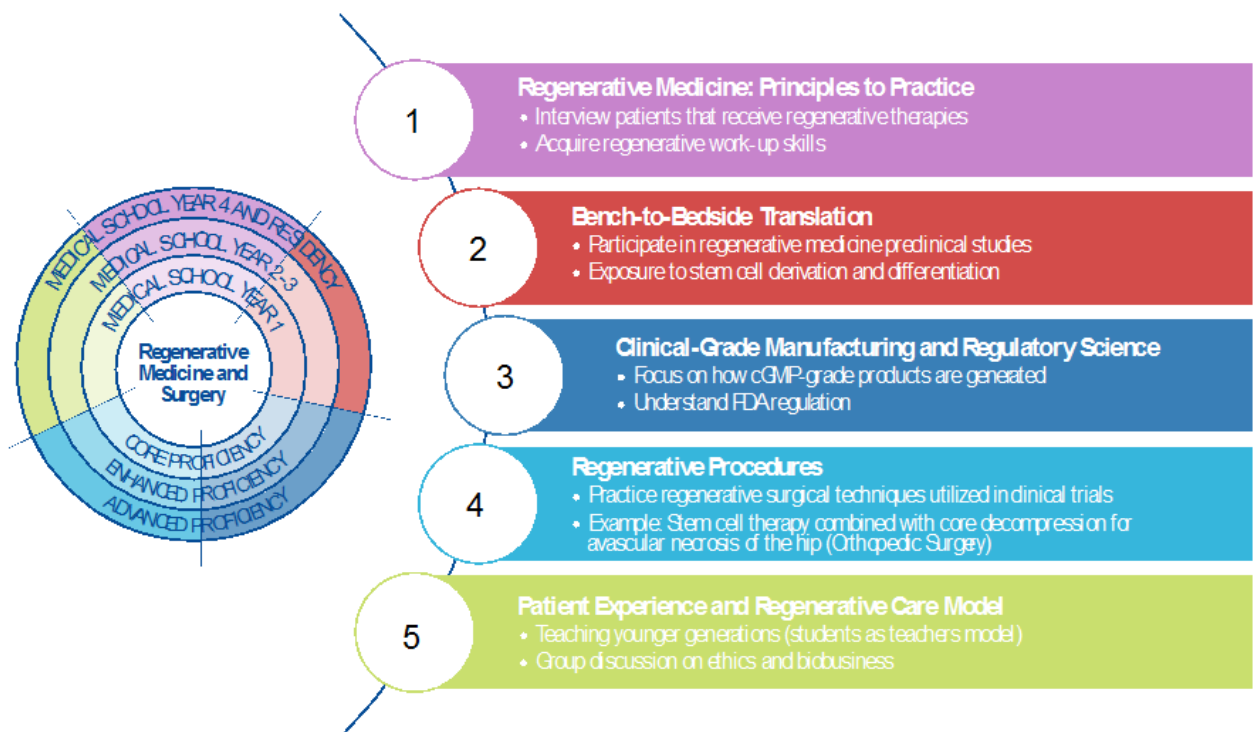 MEDICAL SCHOOL YEAR 4 AND RESIDENCY
MEDICAL SCHOOL YEAR 2-3
MEDICAL SCHOOL YEAR 1
Regenerative
Medicine and
Surgery
CORE PROFICIENCY
ENHANCED PROFICIENCY
ADVANCED PROFICIENCY
1
Regenerative Medicine: Principles to Practice
• Interview patients that receive regenerative therapies
• Acquire regenerative work-up skills
2
Bench-to-Bedside Translation
• Participate in regenerative medicine preclinical studies
• Exposure to stem cell derivation and differentiation
3
Clinical-Grade Manufacturing and Regulatory Science
• Focus on how cGMP-grade products are generated
• Understand FDA regulation
4
Regenerative Procedures
• Practice regenerative surgical techniques utilized in clinical trials
• Example: Stem cell therapy combined with core decompression for
avascular necrosis of the hip (Orthopedic Surgery)
5
Patient Experience and Regenerative Care Model
• Teaching younger generations (students as teachers model)
• Group discussion on ethics and biobusiness